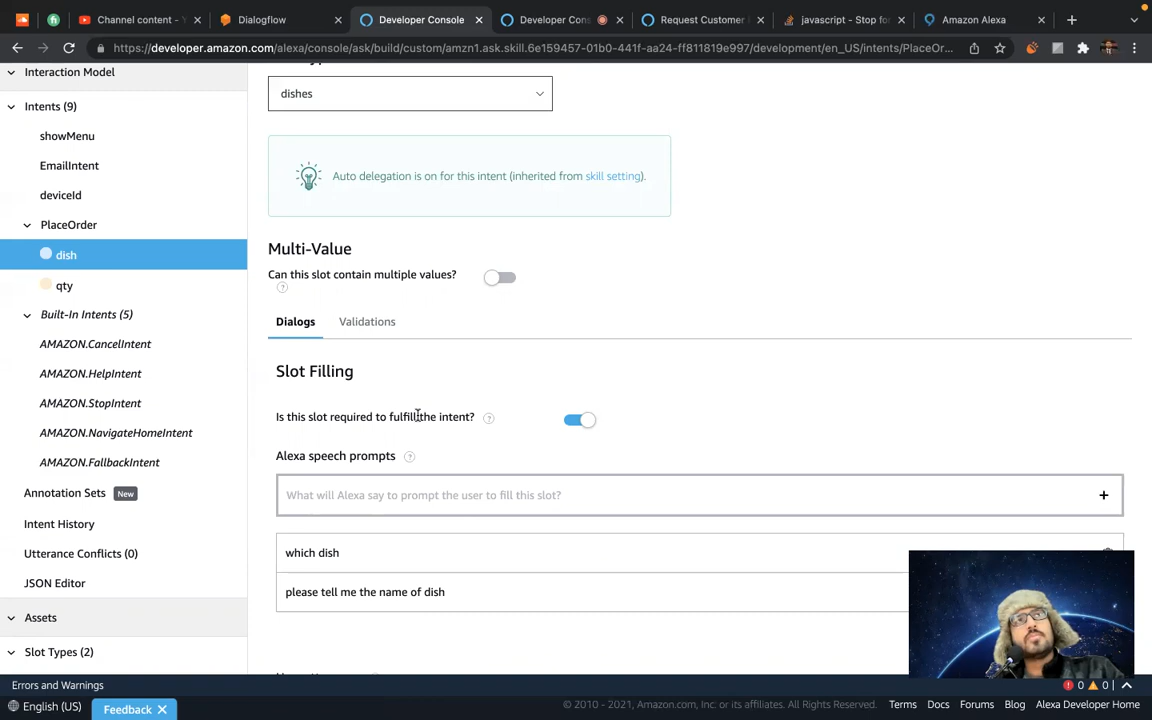 Channel content - Y
Dialogflow
Developer Console
Developer Con
Request Customer
javascript - Stop for
Amazon Alexa
https://developer.amazon.com/alexa/console/ask/build/custom/amzn1.ask.skill.6e159457-01b0-441f-aa24-ff811819e997/development/en_US/intents/PlaceOr...
Interaction Model
Intents (9)
showMenu
EmailIntent
deviceId
PlaceOrder
dish
qty
Built-In Intents (5)
AMAZON.CancelIntent
AMAZON.HelpIntent
AMAZON.StopIntent
AMAZON.NavigateHomeIntent
AMAZON.FallbackIntent
Annotation Sets New
Intent History
Utterance Conflicts (0)
JSON Editor
Assets
Slot Types (2)
dishes
Auto delegation is on for this intent (inherited from skill setting).
Multi-Value
Can this slot contain multiple values?
Dialogs Validations
Slot Filling
Is this slot required to fulfill the intent?
Alexa speech prompts
What will Alexa say to prompt the user to fill this slot?
which dish
please tell me the name of dish
Errors and Warnings
0 0
English (US)
Feedback
© 2010 - 2021, Amazon.com, Inc. or its affiliates. All Rights Reserved.
Terms Docs Forums Blog Alexa Developer Home